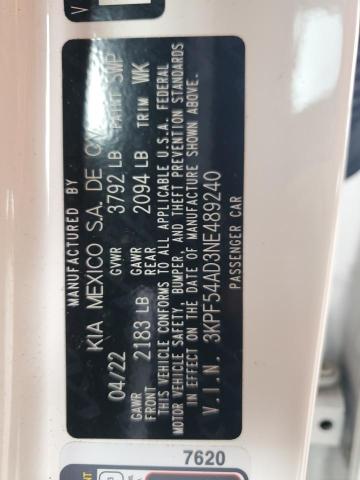 MANUFACTURED BY
KIA MEXICO S.A. DE C.V.
04/22 GVWR 3792 LB PAINT SWP
GAWR FRONT 2183 LB GAWR REAR 2094 LB TRIM WK
THIS VEHICLE CONFORMS TO ALL APPLICABLE U.S.A. FEDERAL
MOTOR VEHICLE SAFETY, BUMPER, AND THEFT PREVENTION STANDARDS
IN EFFECT ON THE DATE OF MANUFACTURE SHOWN ABOVE.
V.I.N. 3KPF54AD3NE489240
PASSENGER CAR
7620
V